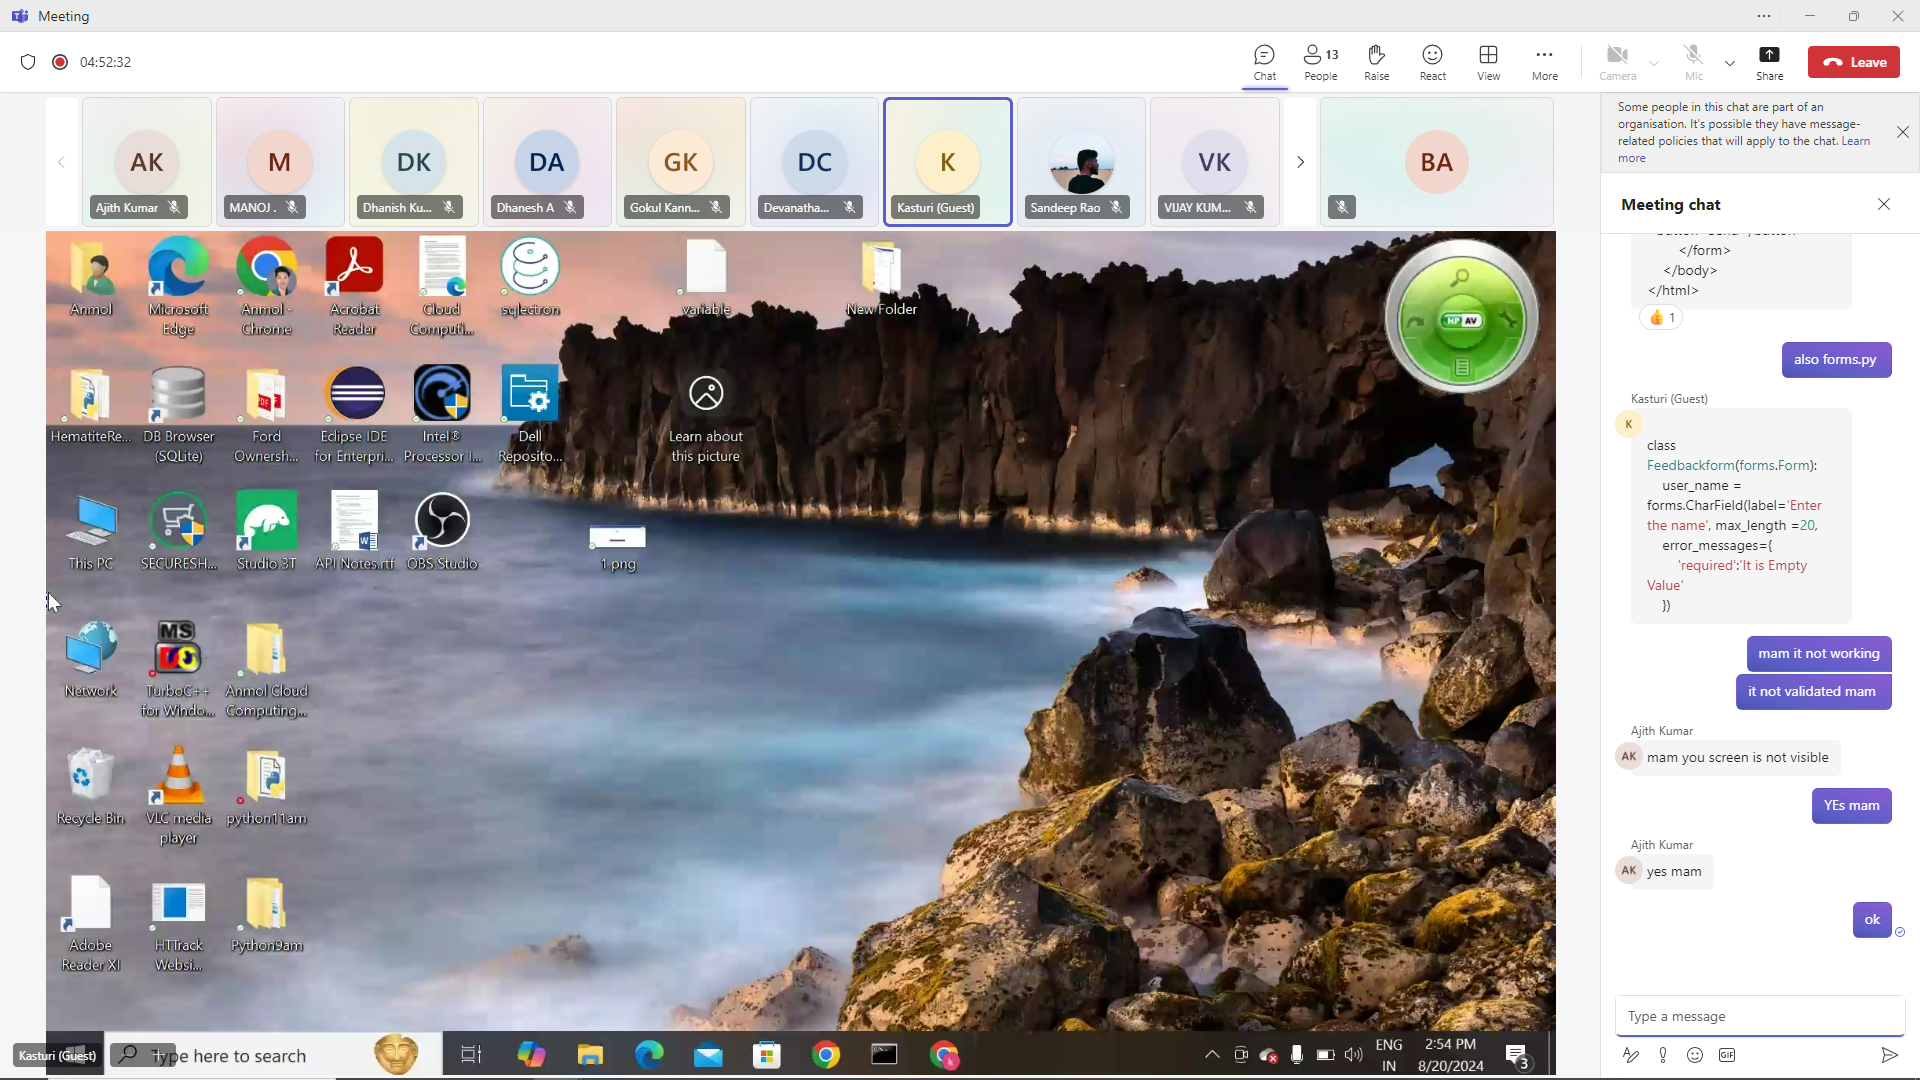 Meeting
04:52:32
Chat
13
People
Raise
React
View
More
Camera
Mic
Share
Leave
AK
Ajith Kumar
M
MANOJ .
DK
Dhanish Ku...
DA
Dhanesh A
GK
Gokul Kann...
DC
Devanatha...
K
Kasturi (Guest)
Sandeep Rao
VK
VIJAY KUM...
BA
Anmol
Microsoft
Edge
Anmol -
Chrome
Acrobat
Reader
Cloud
Computi...
sqlectron
variable
New Folder
NP AV
HematiteRe...
DB Browser
(SQLite)
Ford
Ownersh...
Eclipse IDE
for Enterpri...
Intel®
Processor I...
Dell
Reposito...
Learn about
this picture
This PC
SECURESH...
Studio 3T
API Notes.rtf
OBS Studio
1.png
Network
TurboC++
for Windo...
Anmol Cloud
Computing...
Recycle Bin
VLC media
player
python11am
Adobe
Reader XI
HTTrack
Websi...
Python9am
Kasturi (Guest)
Type here to search
ENG
IN
2:54 PM
8/20/2024
3
Some people in this chat are part of an
organisation. It's possible they have message-
related policies that will apply to the chat. Learn
more
Meeting chat
</form>
</body>
</html>
👍 1
also forms.py
Kasturi (Guest)
K
class
Feedbackform(forms.Form):
user_name =
forms.CharField(label='Enter
the name', max_length =20,
error_messages={
'required':'It is Empty
Value'
})
mam it not working
it not validated mam
Ajith Kumar
AK
mam you screen is not visible
YEs mam
Ajith Kumar
AK
yes mam
ok
Type a message
GIF